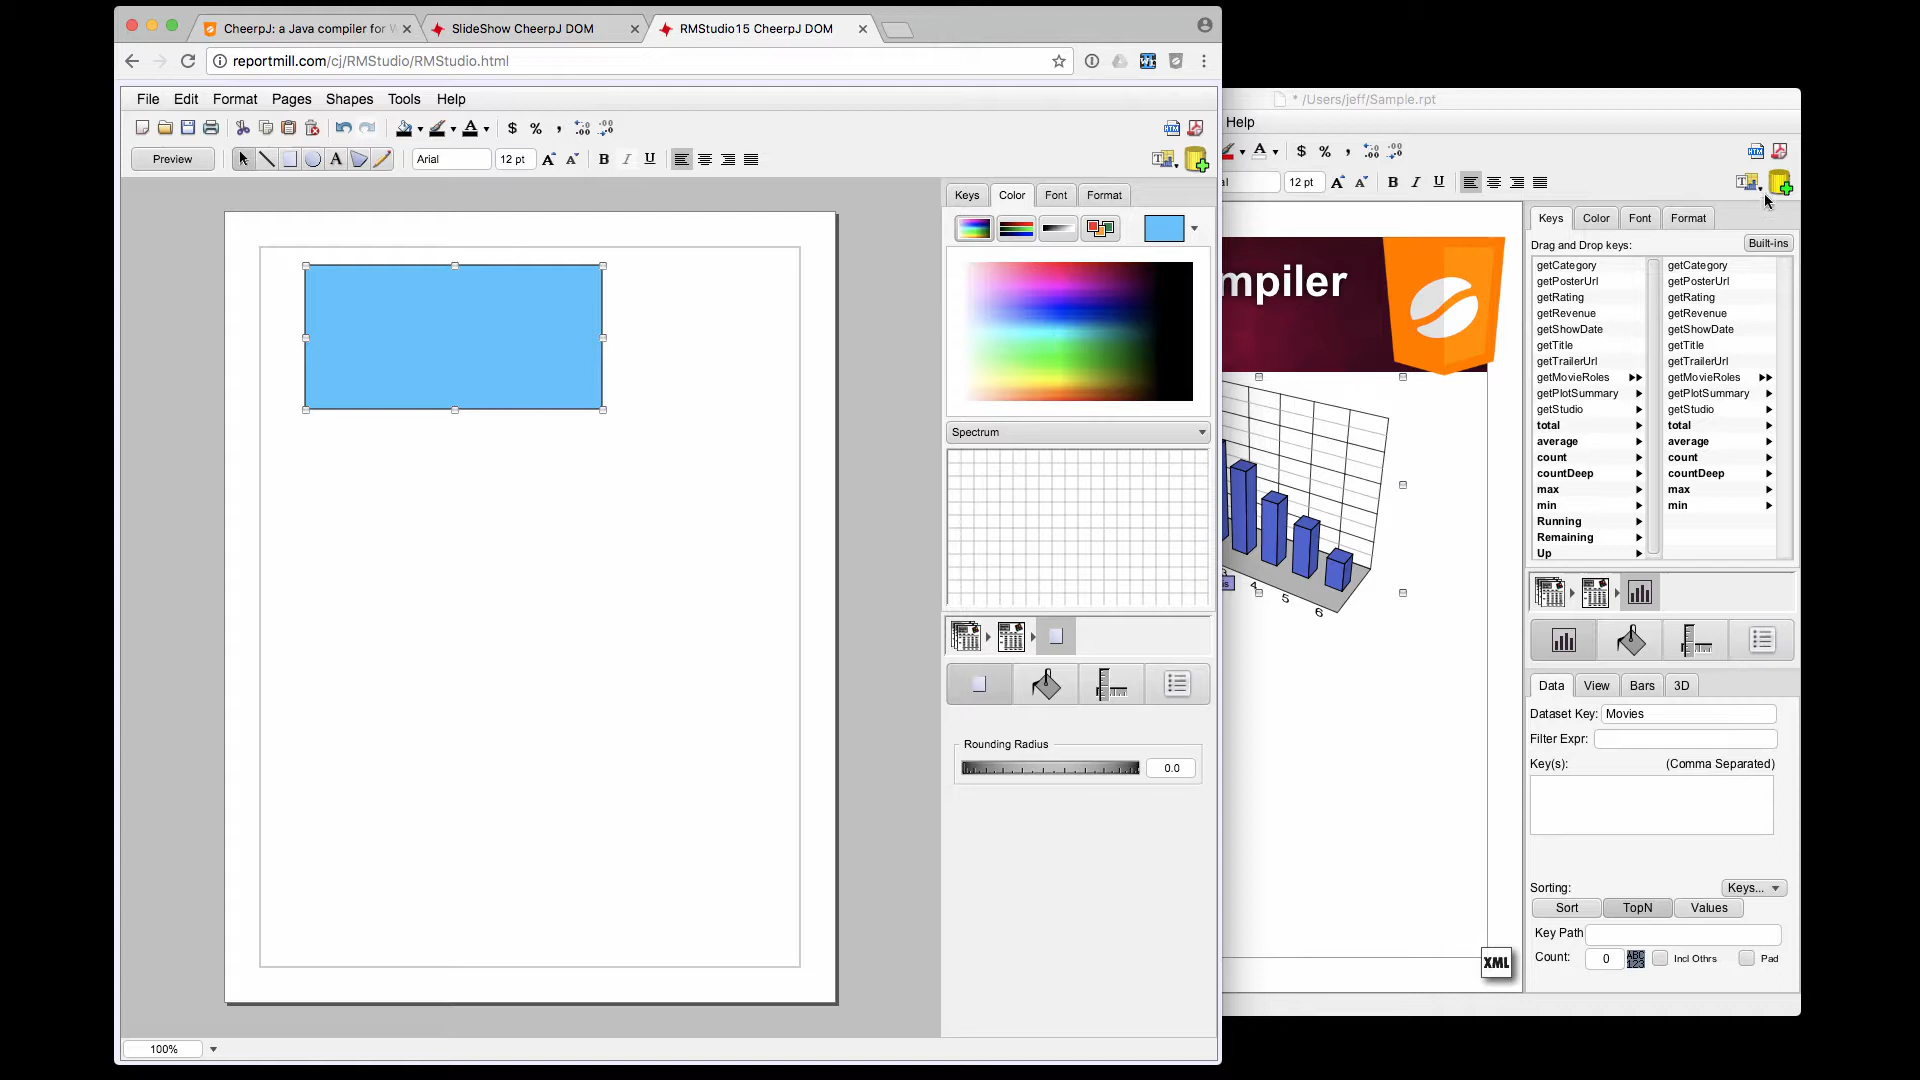 CheerpJ: a Java compiler for
SlideShow CheerpJ DOM
RMStudio15 CheerpJ DOM
reportmill.com/cj/RMStudio/RMStudio.html
File Edit Format Pages Shapes Tools Help
$ %
Preview
A
Arial
12 pt
B I U
Keys Color Font Format
Spectrum
Rounding Radius
0.0
100%
* /Users/jeff/Sample.rpt
Help
$ %
12 pt
B I U
Keys Color Font Format
Drag and Drop keys:
Built-ins
getCategory getCategory
getPosterUrl getPosterUrl
getRating getRating
getRevenue getRevenue
getShowDate getShowDate
getTitle getTitle
getTrailerUrl getTrailerUrl
getMovieRoles getMovieRoles
getPlotSummary getPlotSummary
getStudio getStudio
total total
average average
count count
countDeep countDeep
max max
min min
Running
Remaining
Up
mpiler
4
5
6
Data View Bars 3D
Dataset Key: Movies
Filter Expr:
Key(s): (Comma Separated)
Sorting: Keys...
Sort TopN Values
Key Path
Count: 0 ABC 123 Incl Othrs Pad
XML